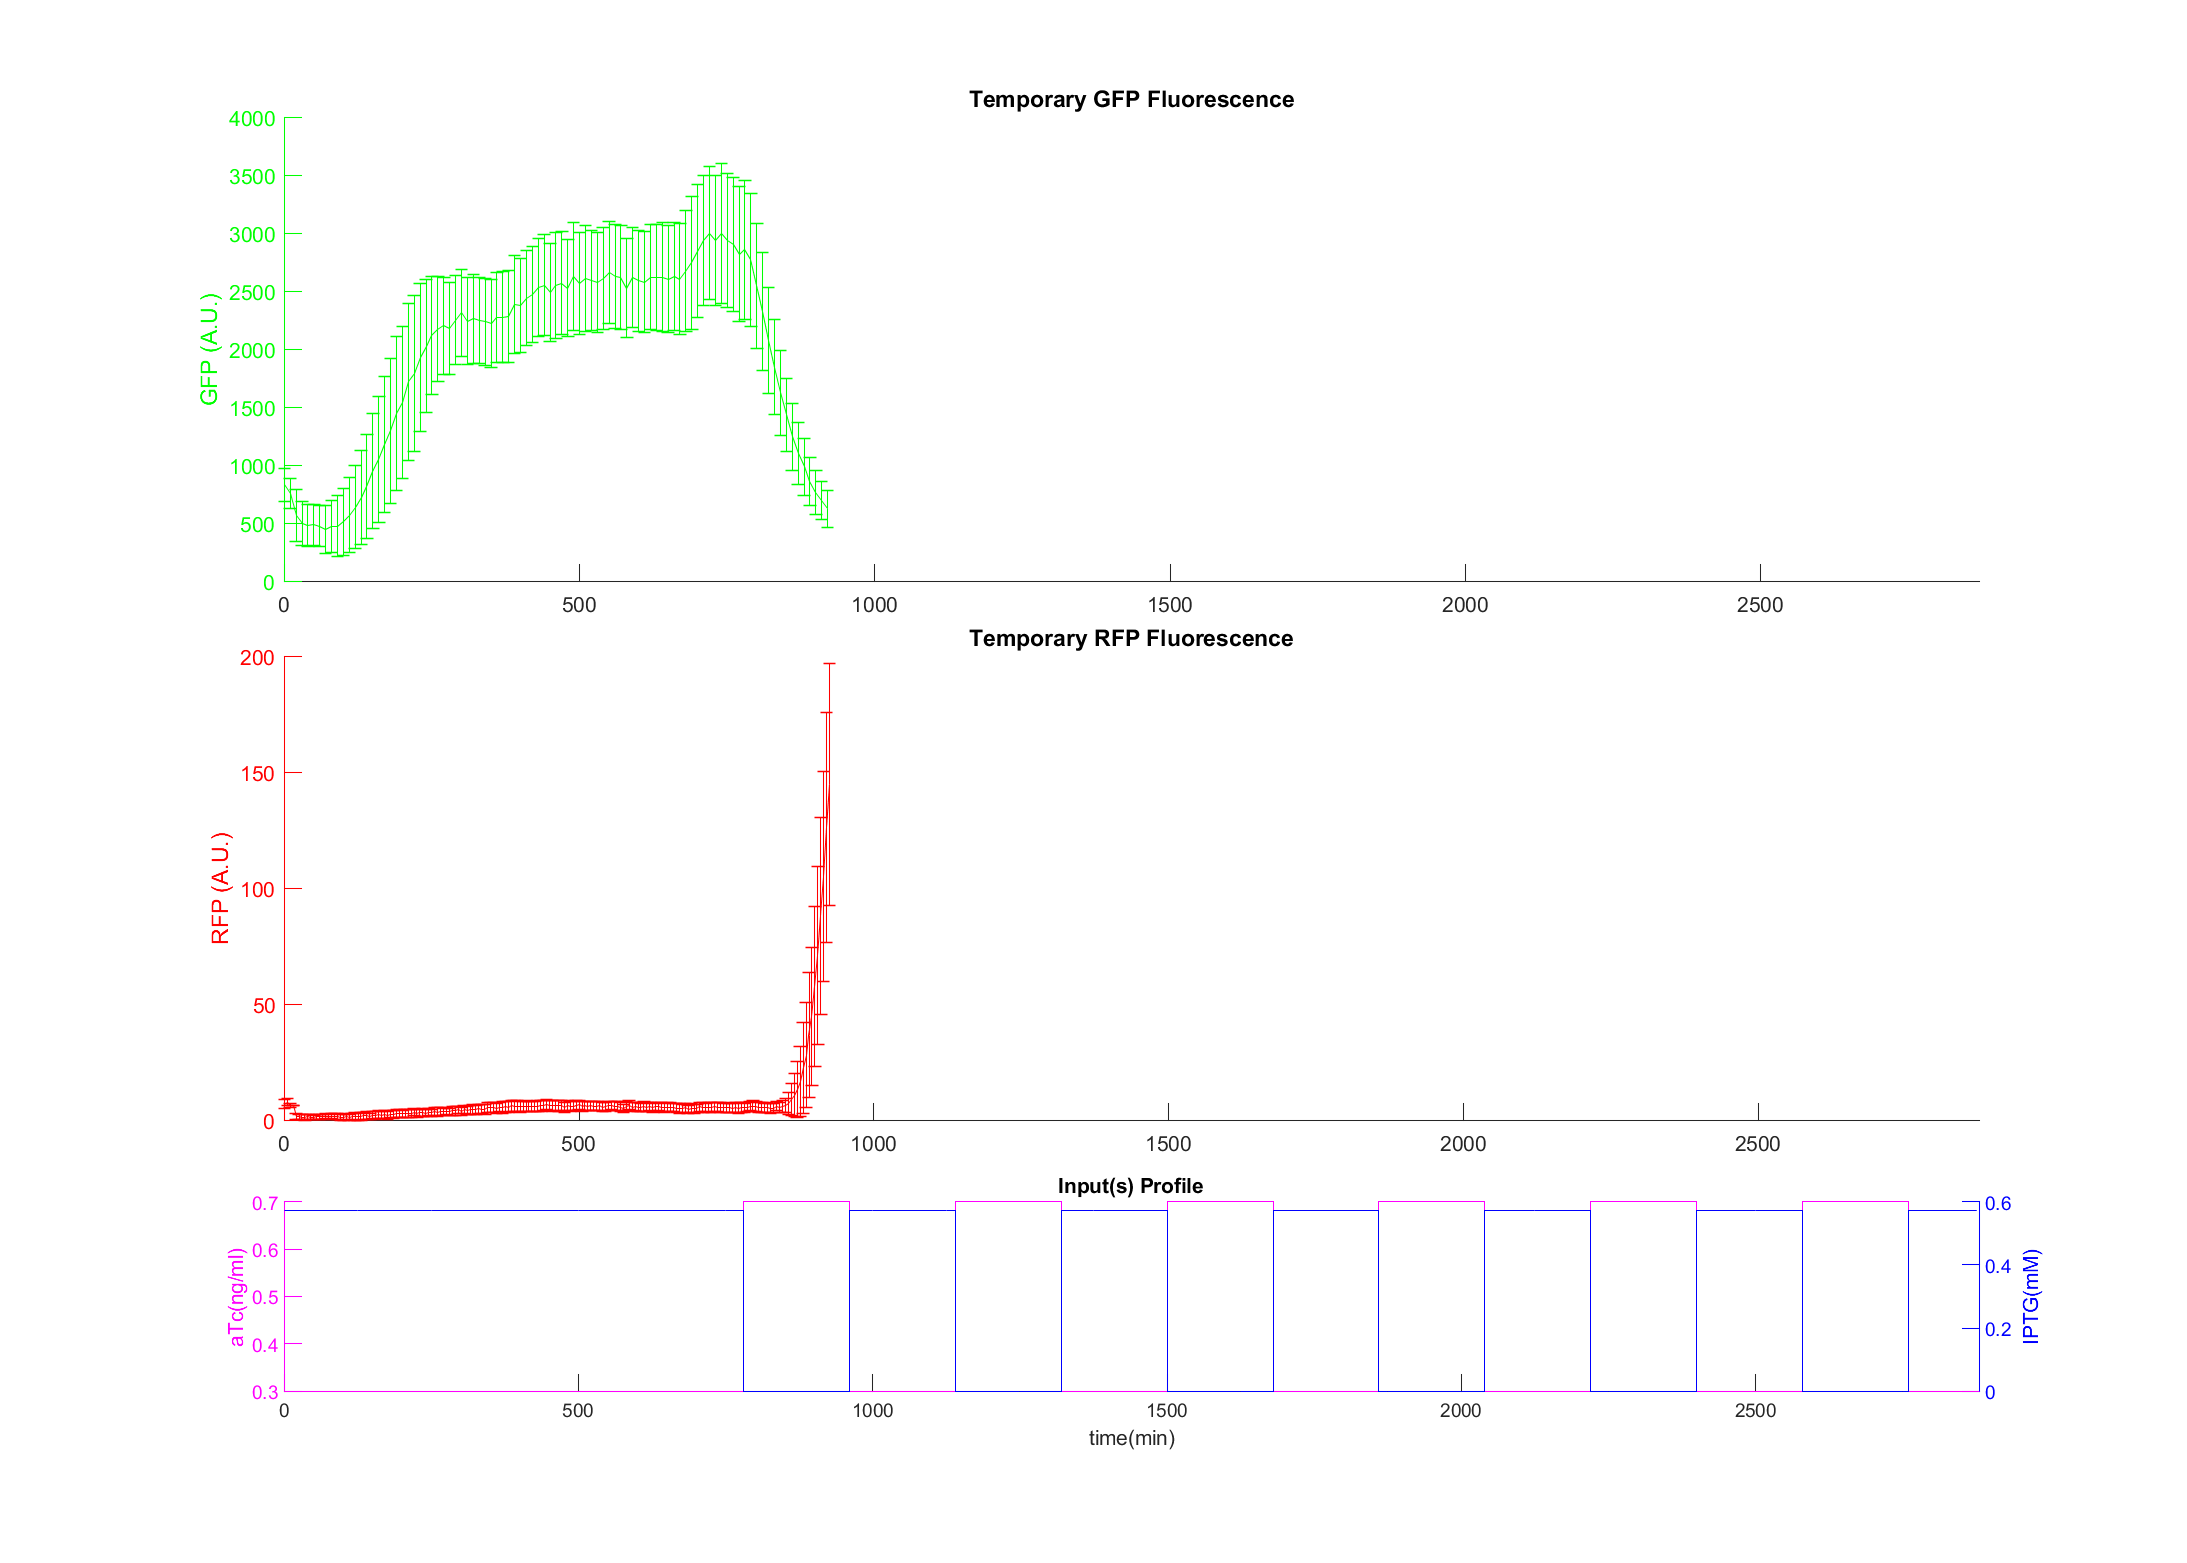 Temporary GFP Fluorescence
4000
3500
3000
2500
2000
1500
1000
500
0
GFP (A.U.)
0 500 1000 1500 2000 2500
Temporary RFP Fluorescence
200
150
100
50
0
RFP (A.U.)
0 500 1000 1500 2000 2500
Input(s) Profile
0.7
0.6
0.5
0.4
0.3
aTc(ng/ml)
0.6
0.4
0.2
0
IPTG(mM)
0 500 1000 1500 2000 2500
time(min)